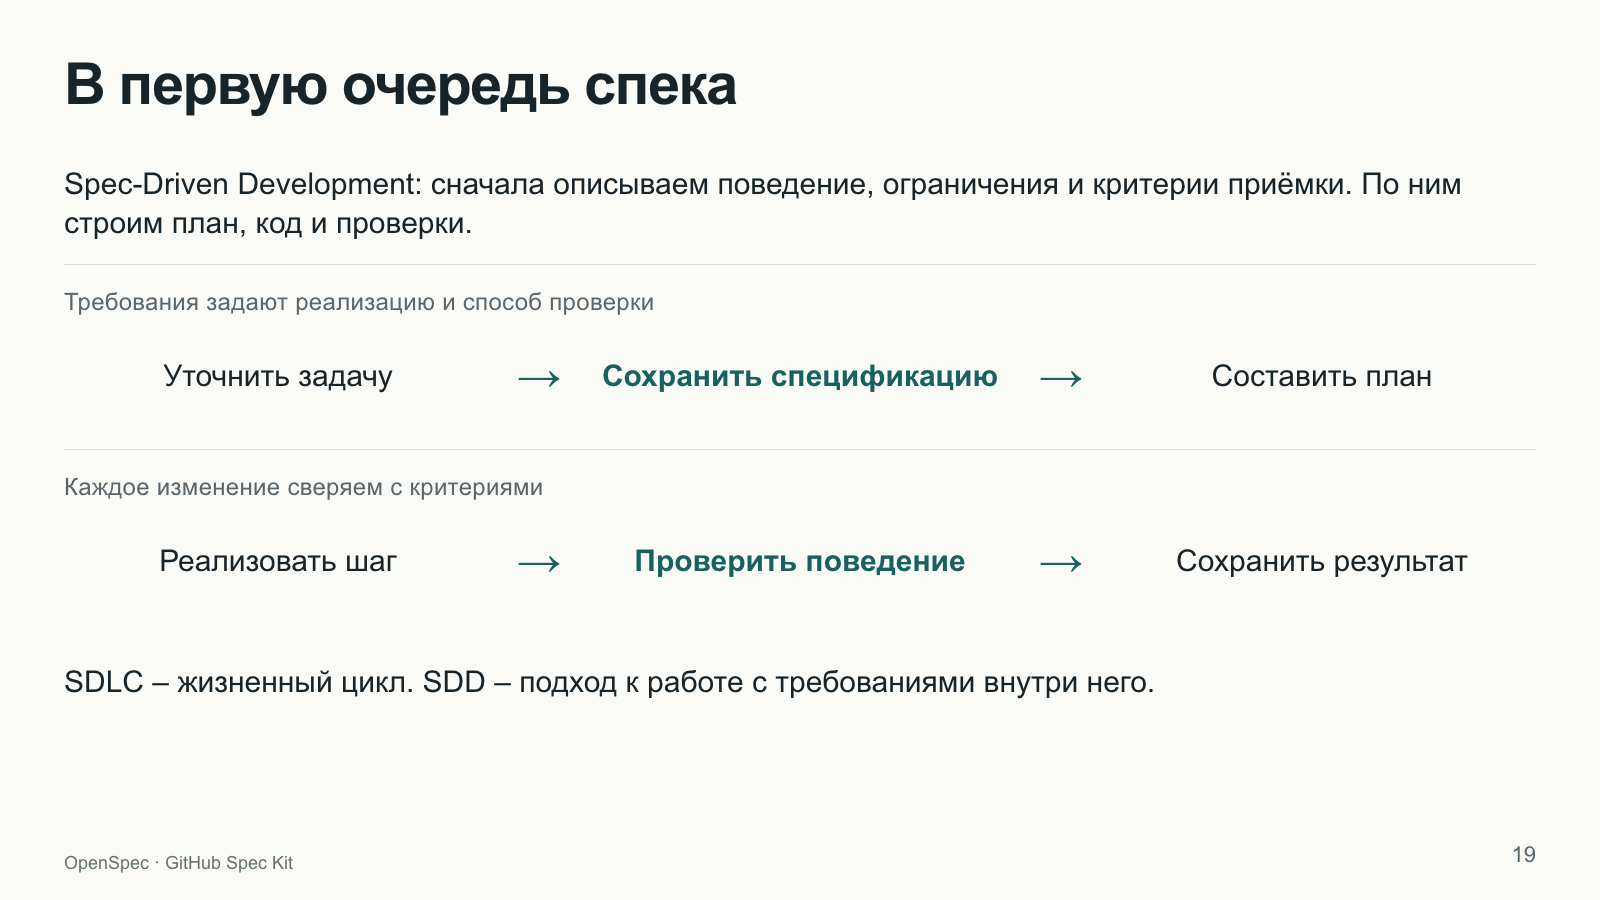 В первую очередь спека
Spec-Driven Development: сначала описываем поведение, ограничения и критерии приёмки. По ним
строим план, код и проверки.
Требования задают реализацию и способ проверки
Уточнить задачу → Сохранить спецификацию → Составить план
Каждое изменение сверяем с критериями
Реализовать шаг → Проверить поведение → Сохранить результат
SDLC – жизненный цикл. SDD – подход к работе с требованиями внутри него.
OpenSpec · GitHub Spec Kit
19